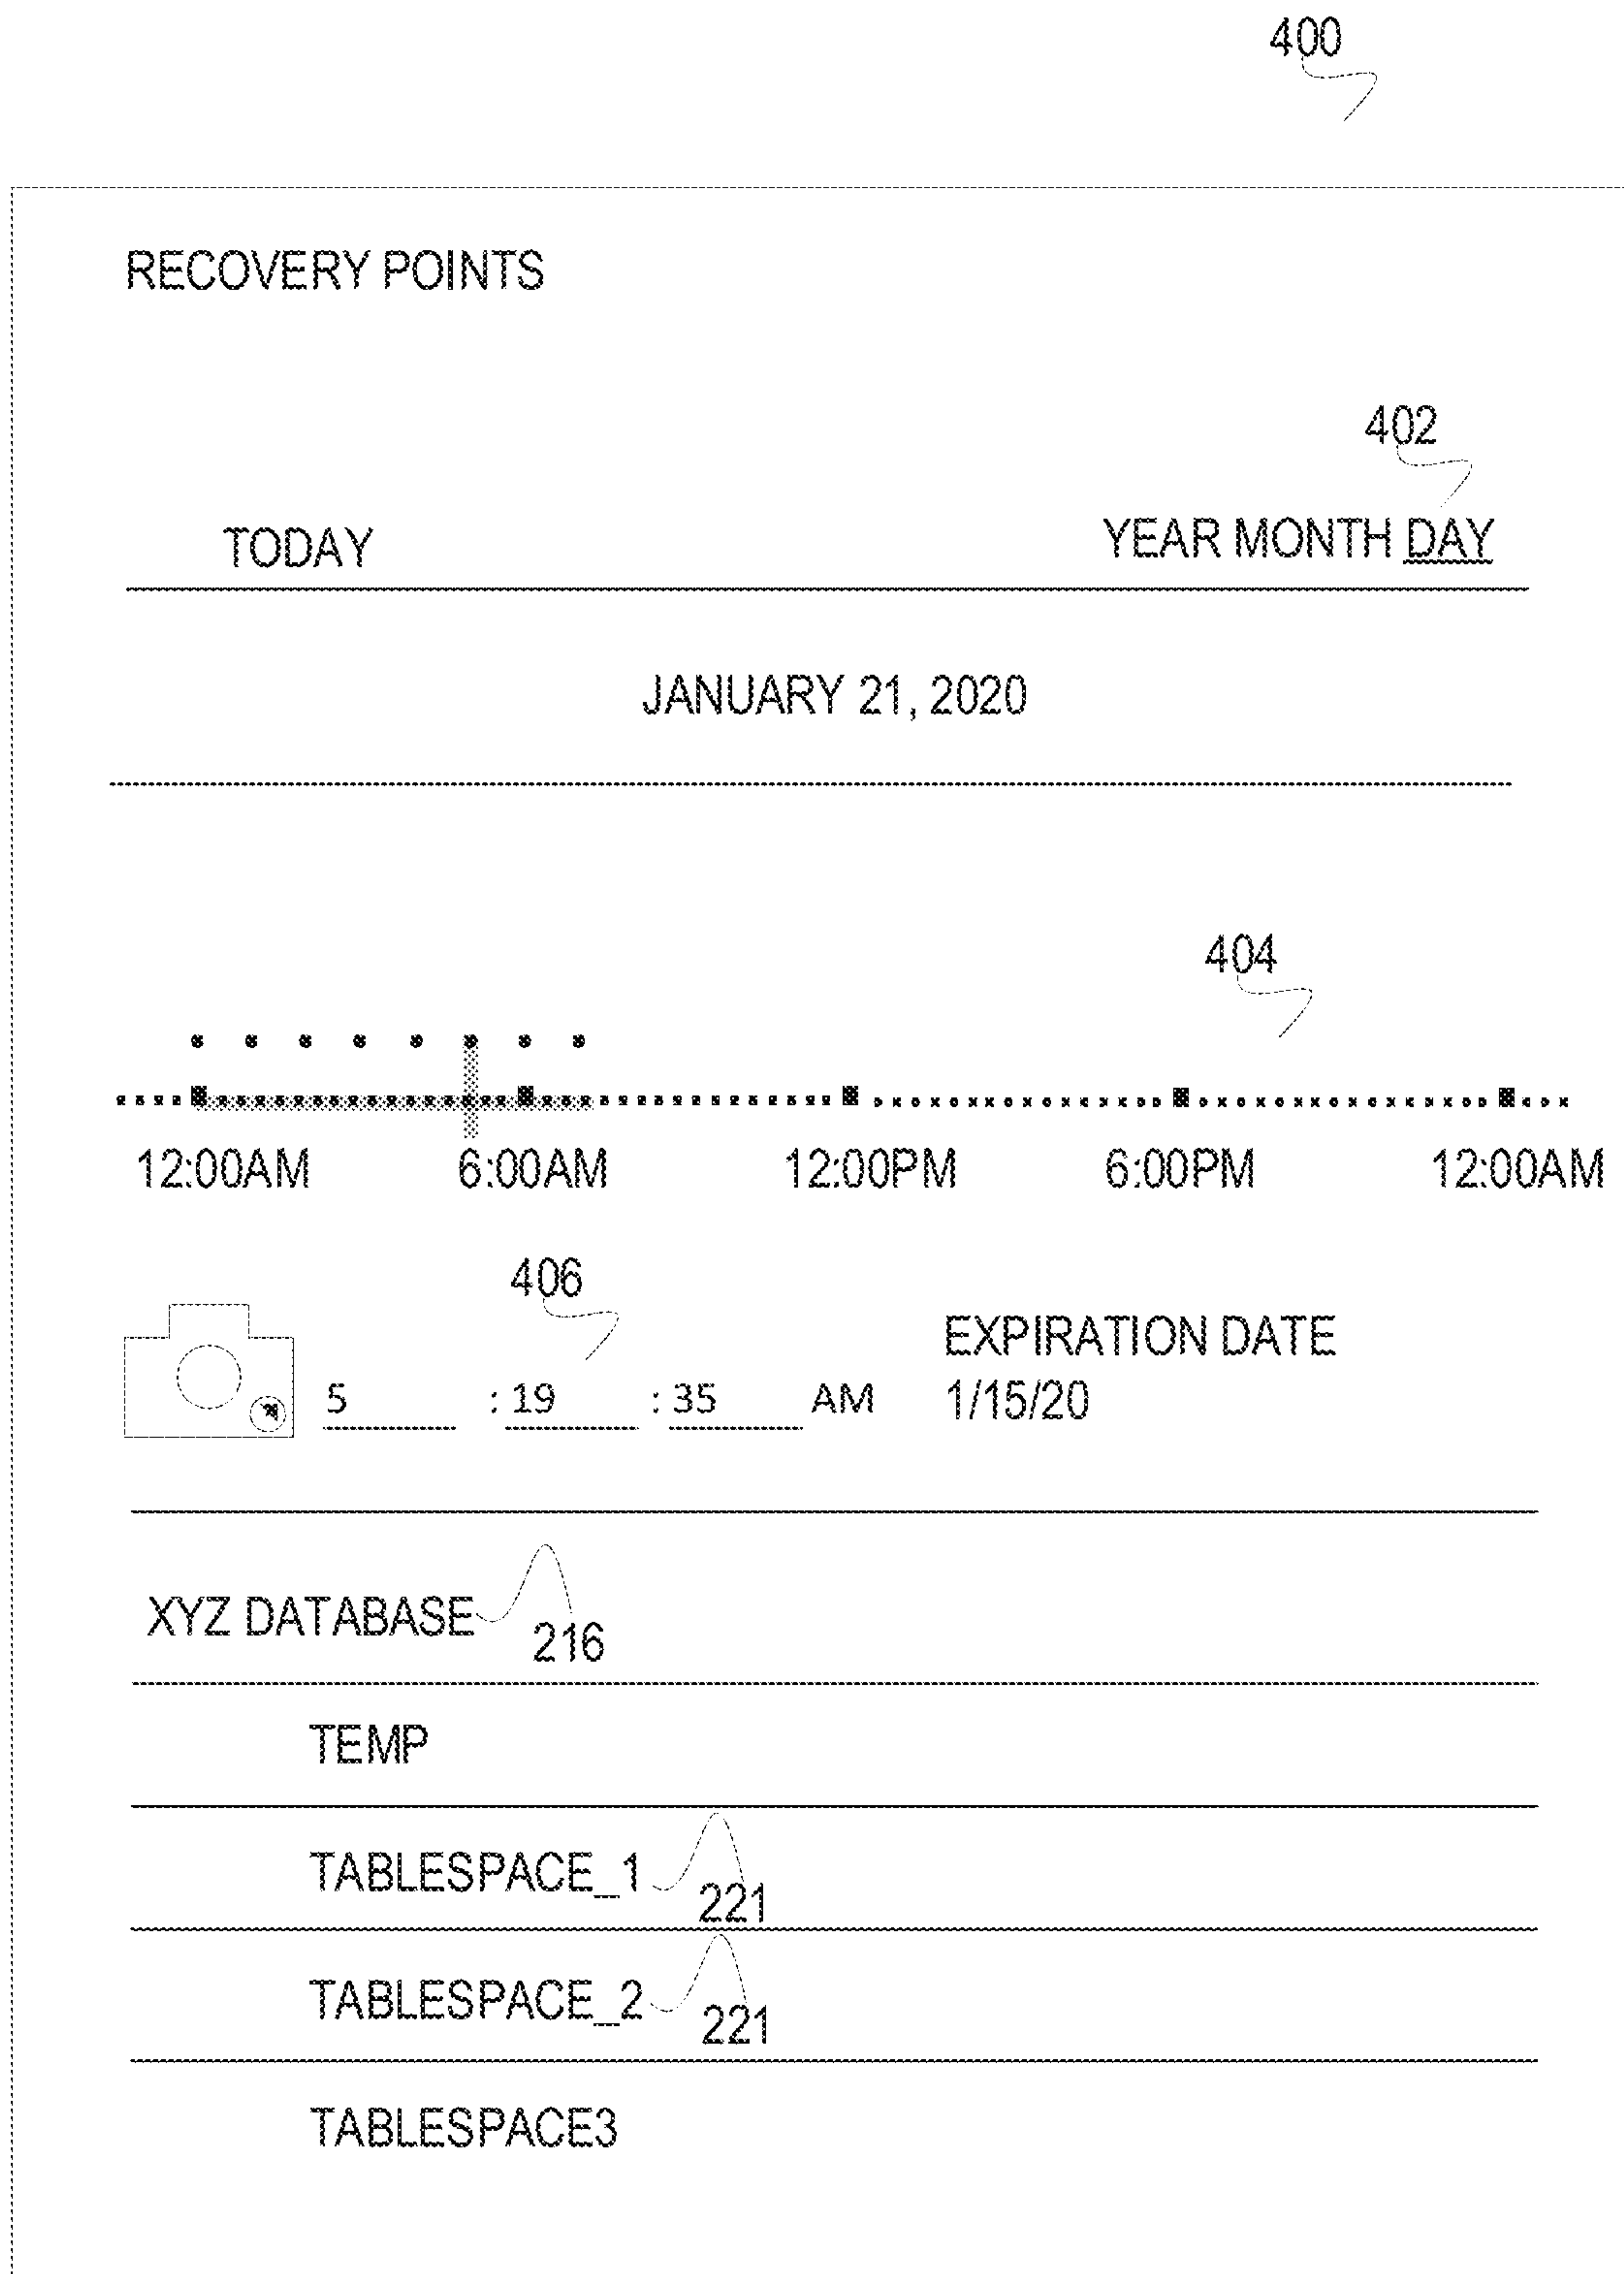 400
RECOVERY POINTS
402
TODAY YEAR MONTH DAY
JANUARY 21, 2020
404
12:00AM 6:00AM 12:00PM 6:00PM 12:00AM
406
EXPIRATION DATE
5 : 19 : 35 AM 1/15/20
XYZ DATABASE 216
TEMP
TABLESPACE_1 221
TABLESPACE_2 221
TABLESPACE3